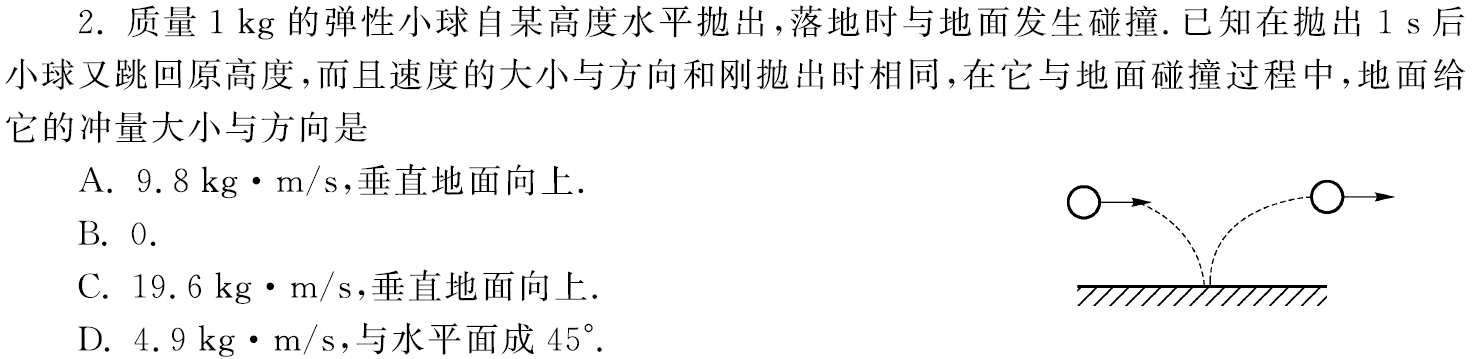 2. 质量 1 kg 的弹性小球自某高度水平抛出,落地时与地面发生碰撞. 已知在抛出 1 s 后
小球又跳回原高度,而且速度的大小与方向和刚抛出时相同,在它与地面碰撞过程中,地面给
它的冲量大小与方向是
A. 9.8 kg·m/s,垂直地面向上.
B. 0.
C. 19.6 kg·m/s,垂直地面向上.
D. 4.9 kg·m/s,与水平面成 45°.